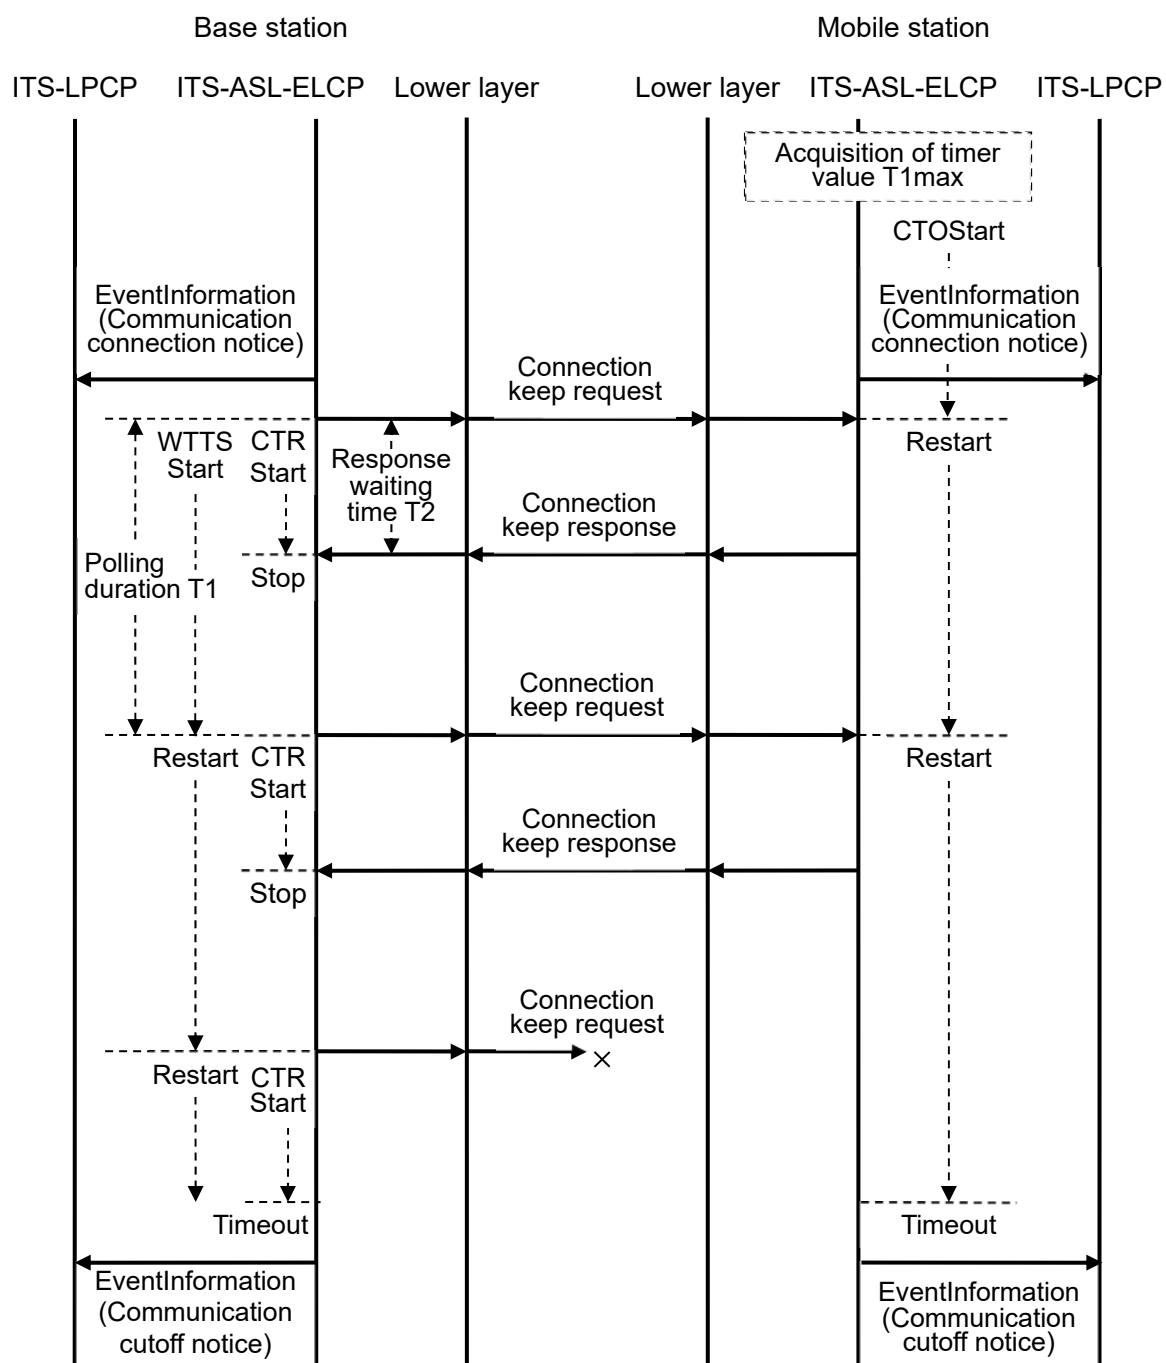 Base station
Mobile station
ITS-LPCP
ITS-ASL-ELCP
Lower layer
Lower layer
ITS-ASL-ELCP
ITS-LPCP
Acquisition of timer
value T1max
CTOStart
EventInformation
(Communication
connection notice)
EventInformation
(Communication
connection notice)
Connection
keep request
WTTS
Start
CTR
Start
Response
waiting
time T2
Restart
Connection
keep response
Polling
duration T1
Stop
Connection
keep request
Restart
CTR
Start
Restart
Connection
keep response
Stop
Connection
keep request
×
Restart
CTR
Start
Timeout
Timeout
EventInformation
(Communication
cutoff notice)
EventInformation
(Communication
cutoff notice)